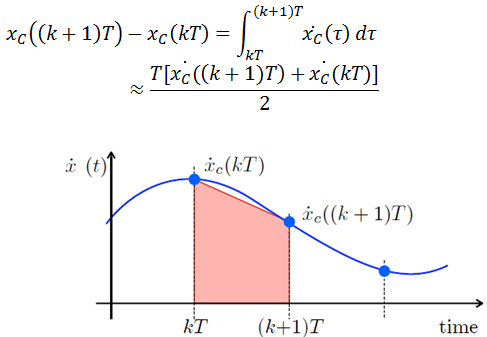 x_C((k + 1)T) − x_C(kT) = ∫_{kT}^{(k+1)T} ẋ_C(τ) dτ
≈ T[ẋ_C((k + 1)T) + ẋ_C(kT)] / 2
ẋ (t)
ẋ_c(kT)
ẋ_c((k + 1)T)
kT (k+1)T time